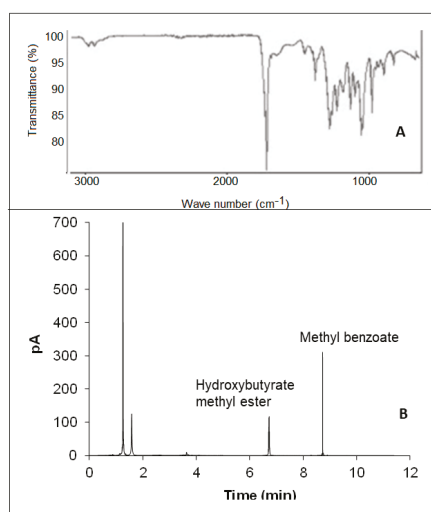 Transmittance (%)
100
95
90
85
80
A
3000
2000
1000
Wave number (cm-1)
pA
700
600
500
400
300
200
100
0
Methyl benzoate
Hydroxybutyrate
methyl ester
B
0
2
4
6
8
10
12
Time (min)